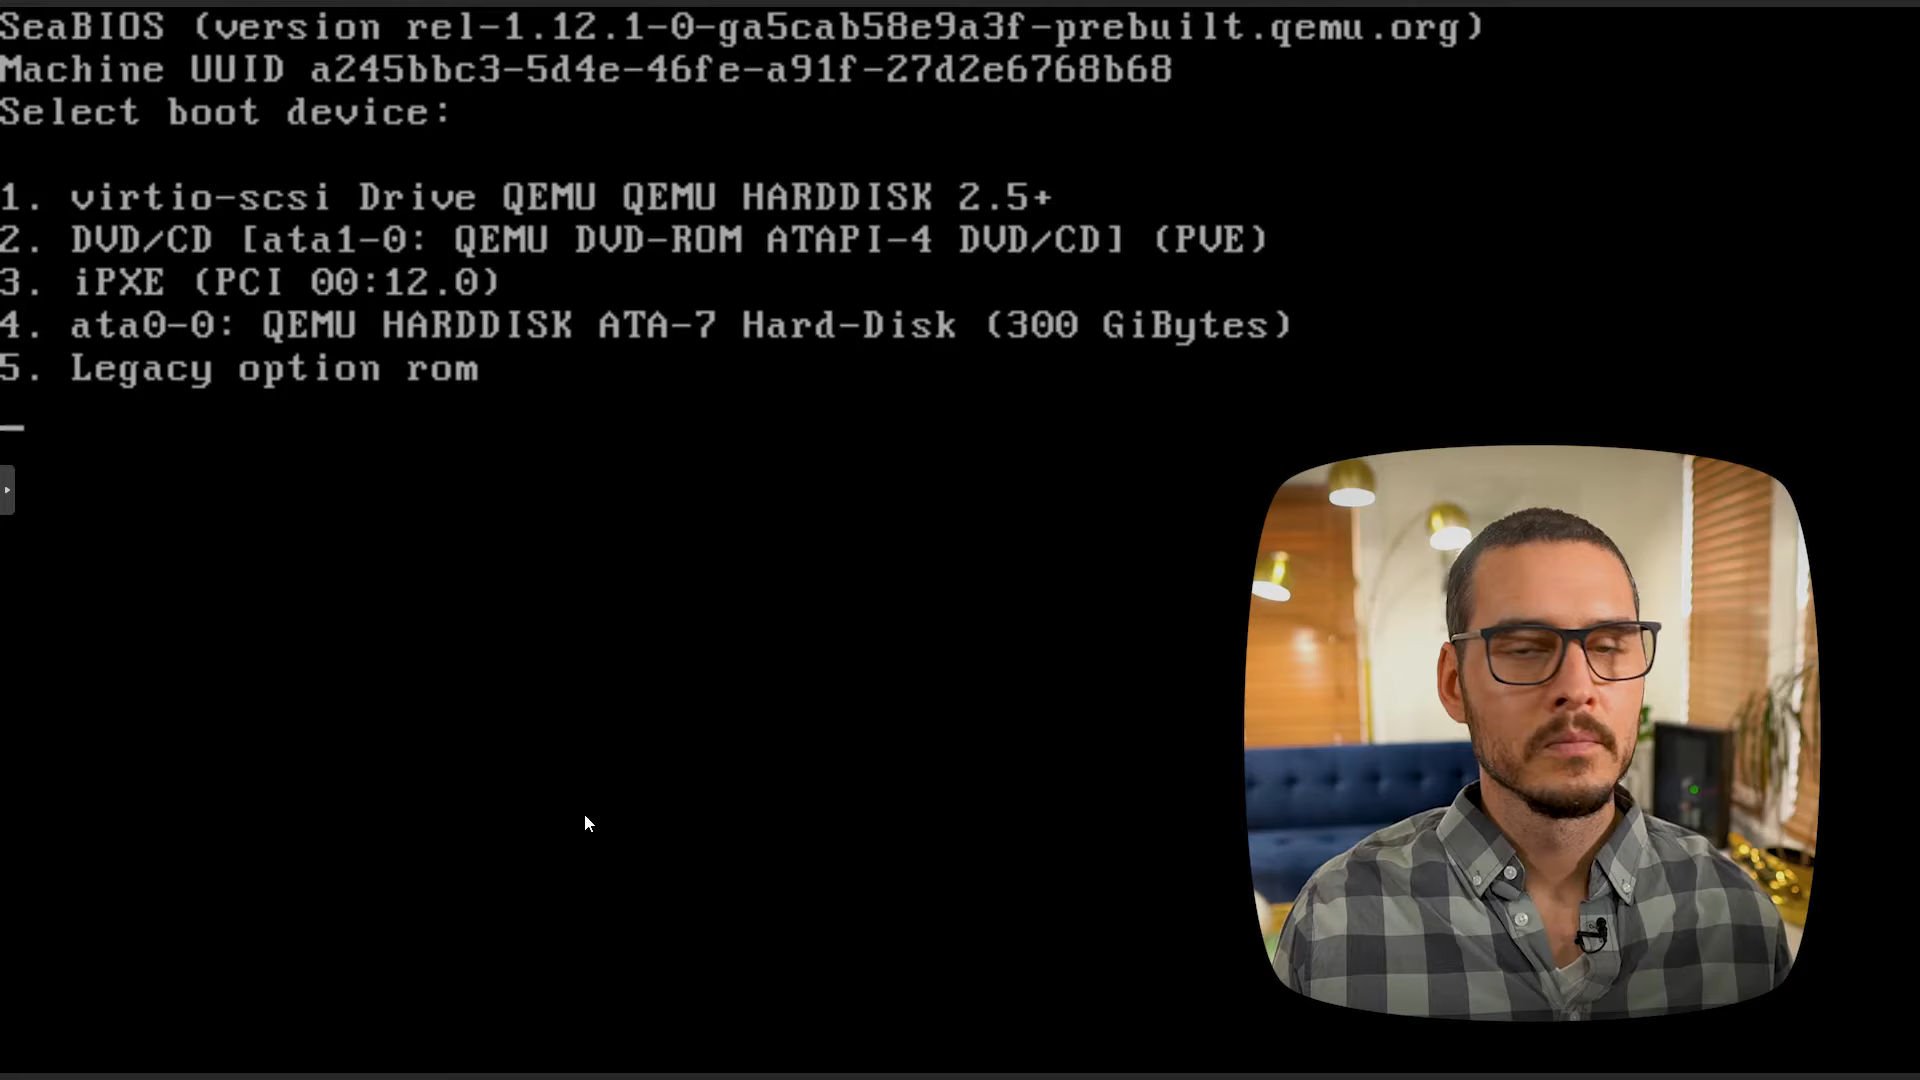 SeaBIOS (version rel-1.12.1-0-ga5cab58e9a3f-prebuilt.qemu.org)
Machine UUID a245bbc3-5d4e-46fe-a91f-27d2e6768b68
Select boot device:
1. virtio-scsi Drive QEMU QEMU HARDDISK 2.5+
2. DVD/CD [ata1-0: QEMU DVD-ROM ATAPI-4 DVD/CD] (PVE)
3. iPXE (PCI 00:12.0)
4. ata0-0: QEMU HARDDISK ATA-7 Hard-Disk (300 GiBytes)
5. Legacy option rom